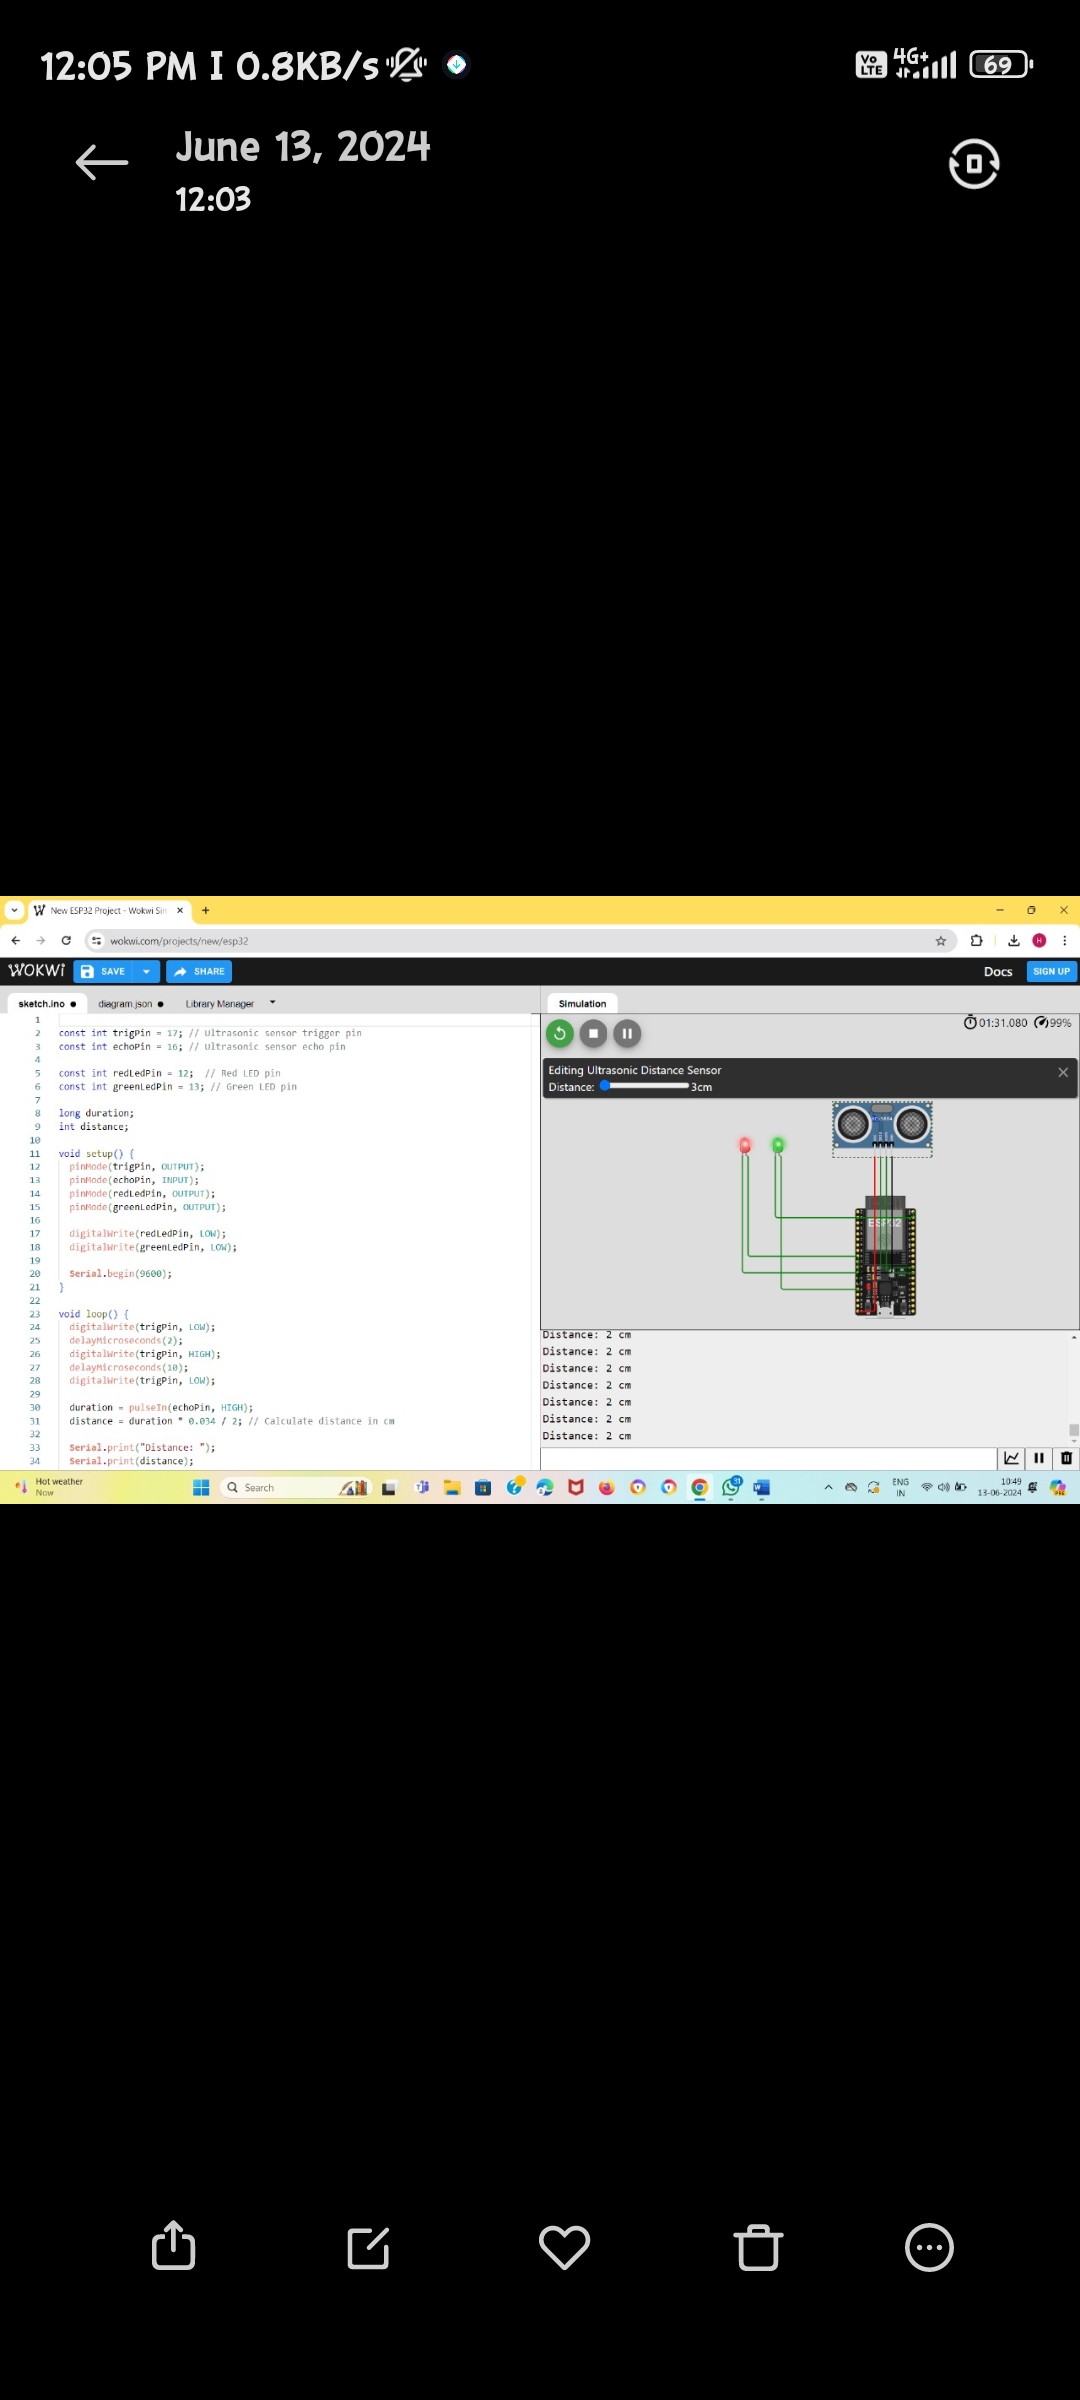 12:05 PM I 0.8KB/s
Vo LTE 4G+ 69
June 13, 2024
12:03
New ESP32 Project - Wokwi Sim
wokwi.com/projects/new/esp32
H
WOKWi SAVE SHARE Docs SIGN UP
sketch.ino ● diagram.json ● Library Manager
Simulation
01:31.080 99%
Editing Ultrasonic Distance Sensor
Distance: 3cm
ESP32
1
2 const int trigPin = 17; // Ultrasonic sensor trigger pin
3 const int echoPin = 16; // Ultrasonic sensor echo pin
4
5 const int redLedPin = 12; // Red LED pin
6 const int greenLedPin = 13; // Green LED pin
7
8 long duration;
9 int distance;
10
11 void setup() {
12 pinMode(trigPin, OUTPUT);
13 pinMode(echoPin, INPUT);
14 pinMode(redLedPin, OUTPUT);
15 pinMode(greenLedPin, OUTPUT);
16
17 digitalWrite(redLedPin, LOW);
18 digitalWrite(greenLedPin, LOW);
19
20 Serial.begin(9600);
21 }
22
23 void loop() {
24 digitalWrite(trigPin, LOW);
25 delayMicroseconds(2);
26 digitalWrite(trigPin, HIGH);
27 delayMicroseconds(10);
28 digitalWrite(trigPin, LOW);
29
30 duration = pulseIn(echoPin, HIGH);
31 distance = duration * 0.034 / 2; // Calculate distance in cm
32
33 Serial.print("Distance: ");
34 Serial.print(distance);
Distance: 2 cm
Distance: 2 cm
Distance: 2 cm
Distance: 2 cm
Distance: 2 cm
Distance: 2 cm
Distance: 2 cm
Hot weather
Now
Search
ENG
IN
10:49
13-06-2024